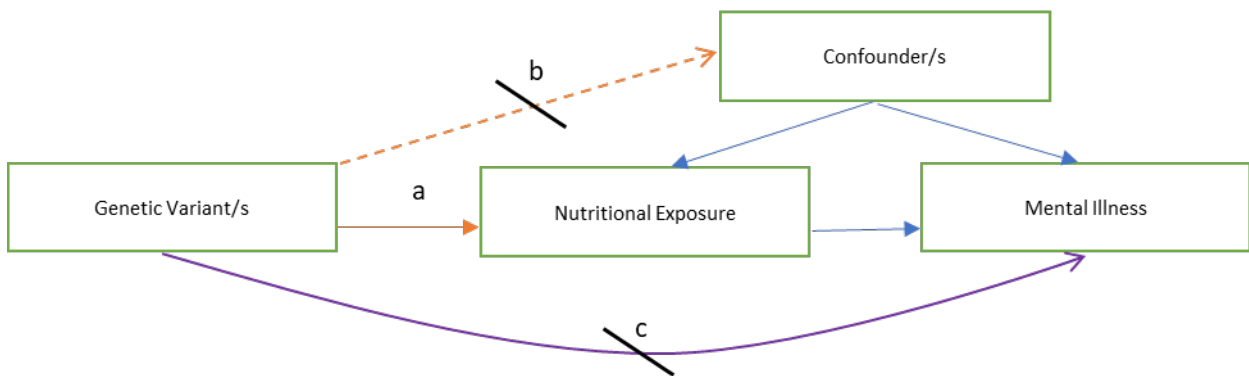 b
Confounder/s
a
Genetic Variant/s
Nutritional Exposure
Mental Illness
c